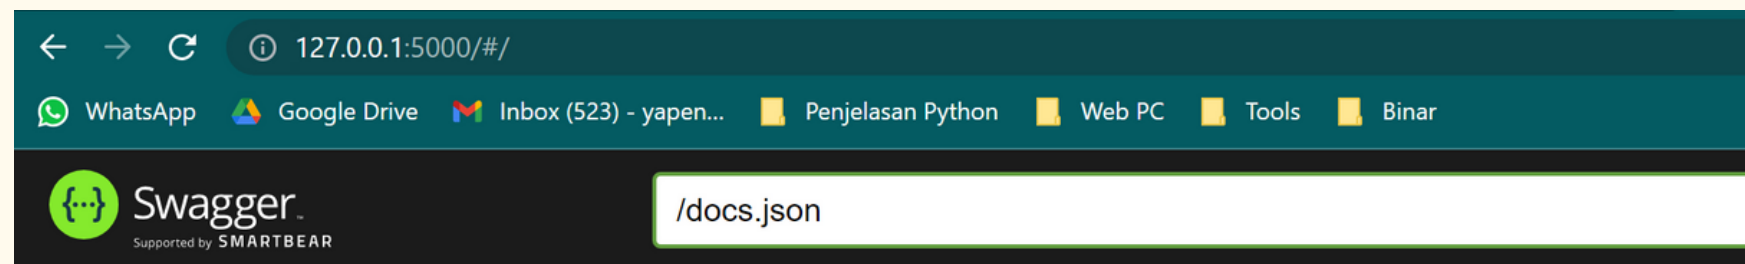 127.0.0.1:5000/#/
WhatsApp Google Drive Inbox (523) - yapen... Penjelasan Python Web PC Tools Binar
{...} Swagger™
Supported by SMARTBEAR
/docs.json